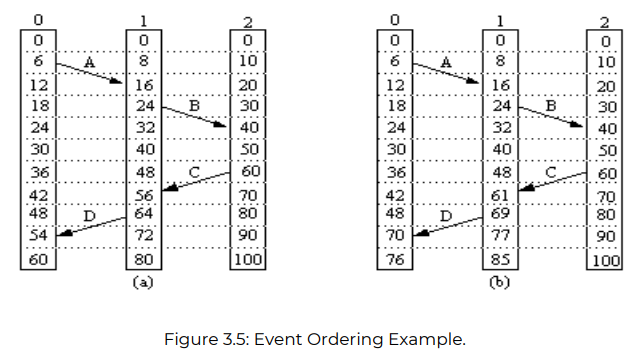 0 1 2 0 1 2
0 0 0 0 0 0
6 A 8 10 6 A 8 10
12 16 20 12 16 20
18 24 B 30 18 24 B 30
24 32 40 24 32 40
30 40 50 30 40 50
36 48 C 60 36 48 C 60
42 56 70 42 61 70
48 D 64 80 48 D 69 80
54 72 90 70 77 90
60 80 100 76 85 100
(a) (b)
Figure 3.5: Event Ordering Example.